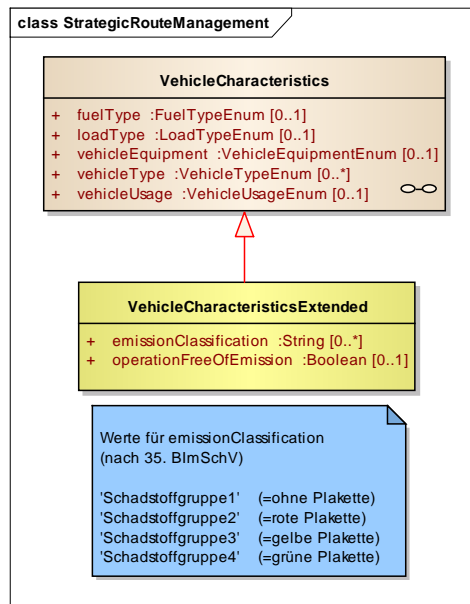 class StrategicRouteManagement
VehicleCharacteristics
+ fuelType :FuelTypeEnum [0..1]
+ loadType :LoadTypeEnum [0..1]
+ vehicleEquipment :VehicleEquipmentEnum [0..1]
+ vehicleType :VehicleTypeEnum [0..*]
+ vehicleUsage :VehicleUsageEnum [0..1]
VehicleCharacteristicsExtended
+ emissionClassification :String [0..*]
+ operationFreeOfEmission :Boolean [0..1]
Werte für emissionClassification
(nach 35. BImSchV)
'Schadstoffgruppe1' (=ohne Plakette)
'Schadstoffgruppe2' (=rote Plakette)
'Schadstoffgruppe3' (=gelbe Plakette)
'Schadstoffgruppe4' (=grüne Plakette)